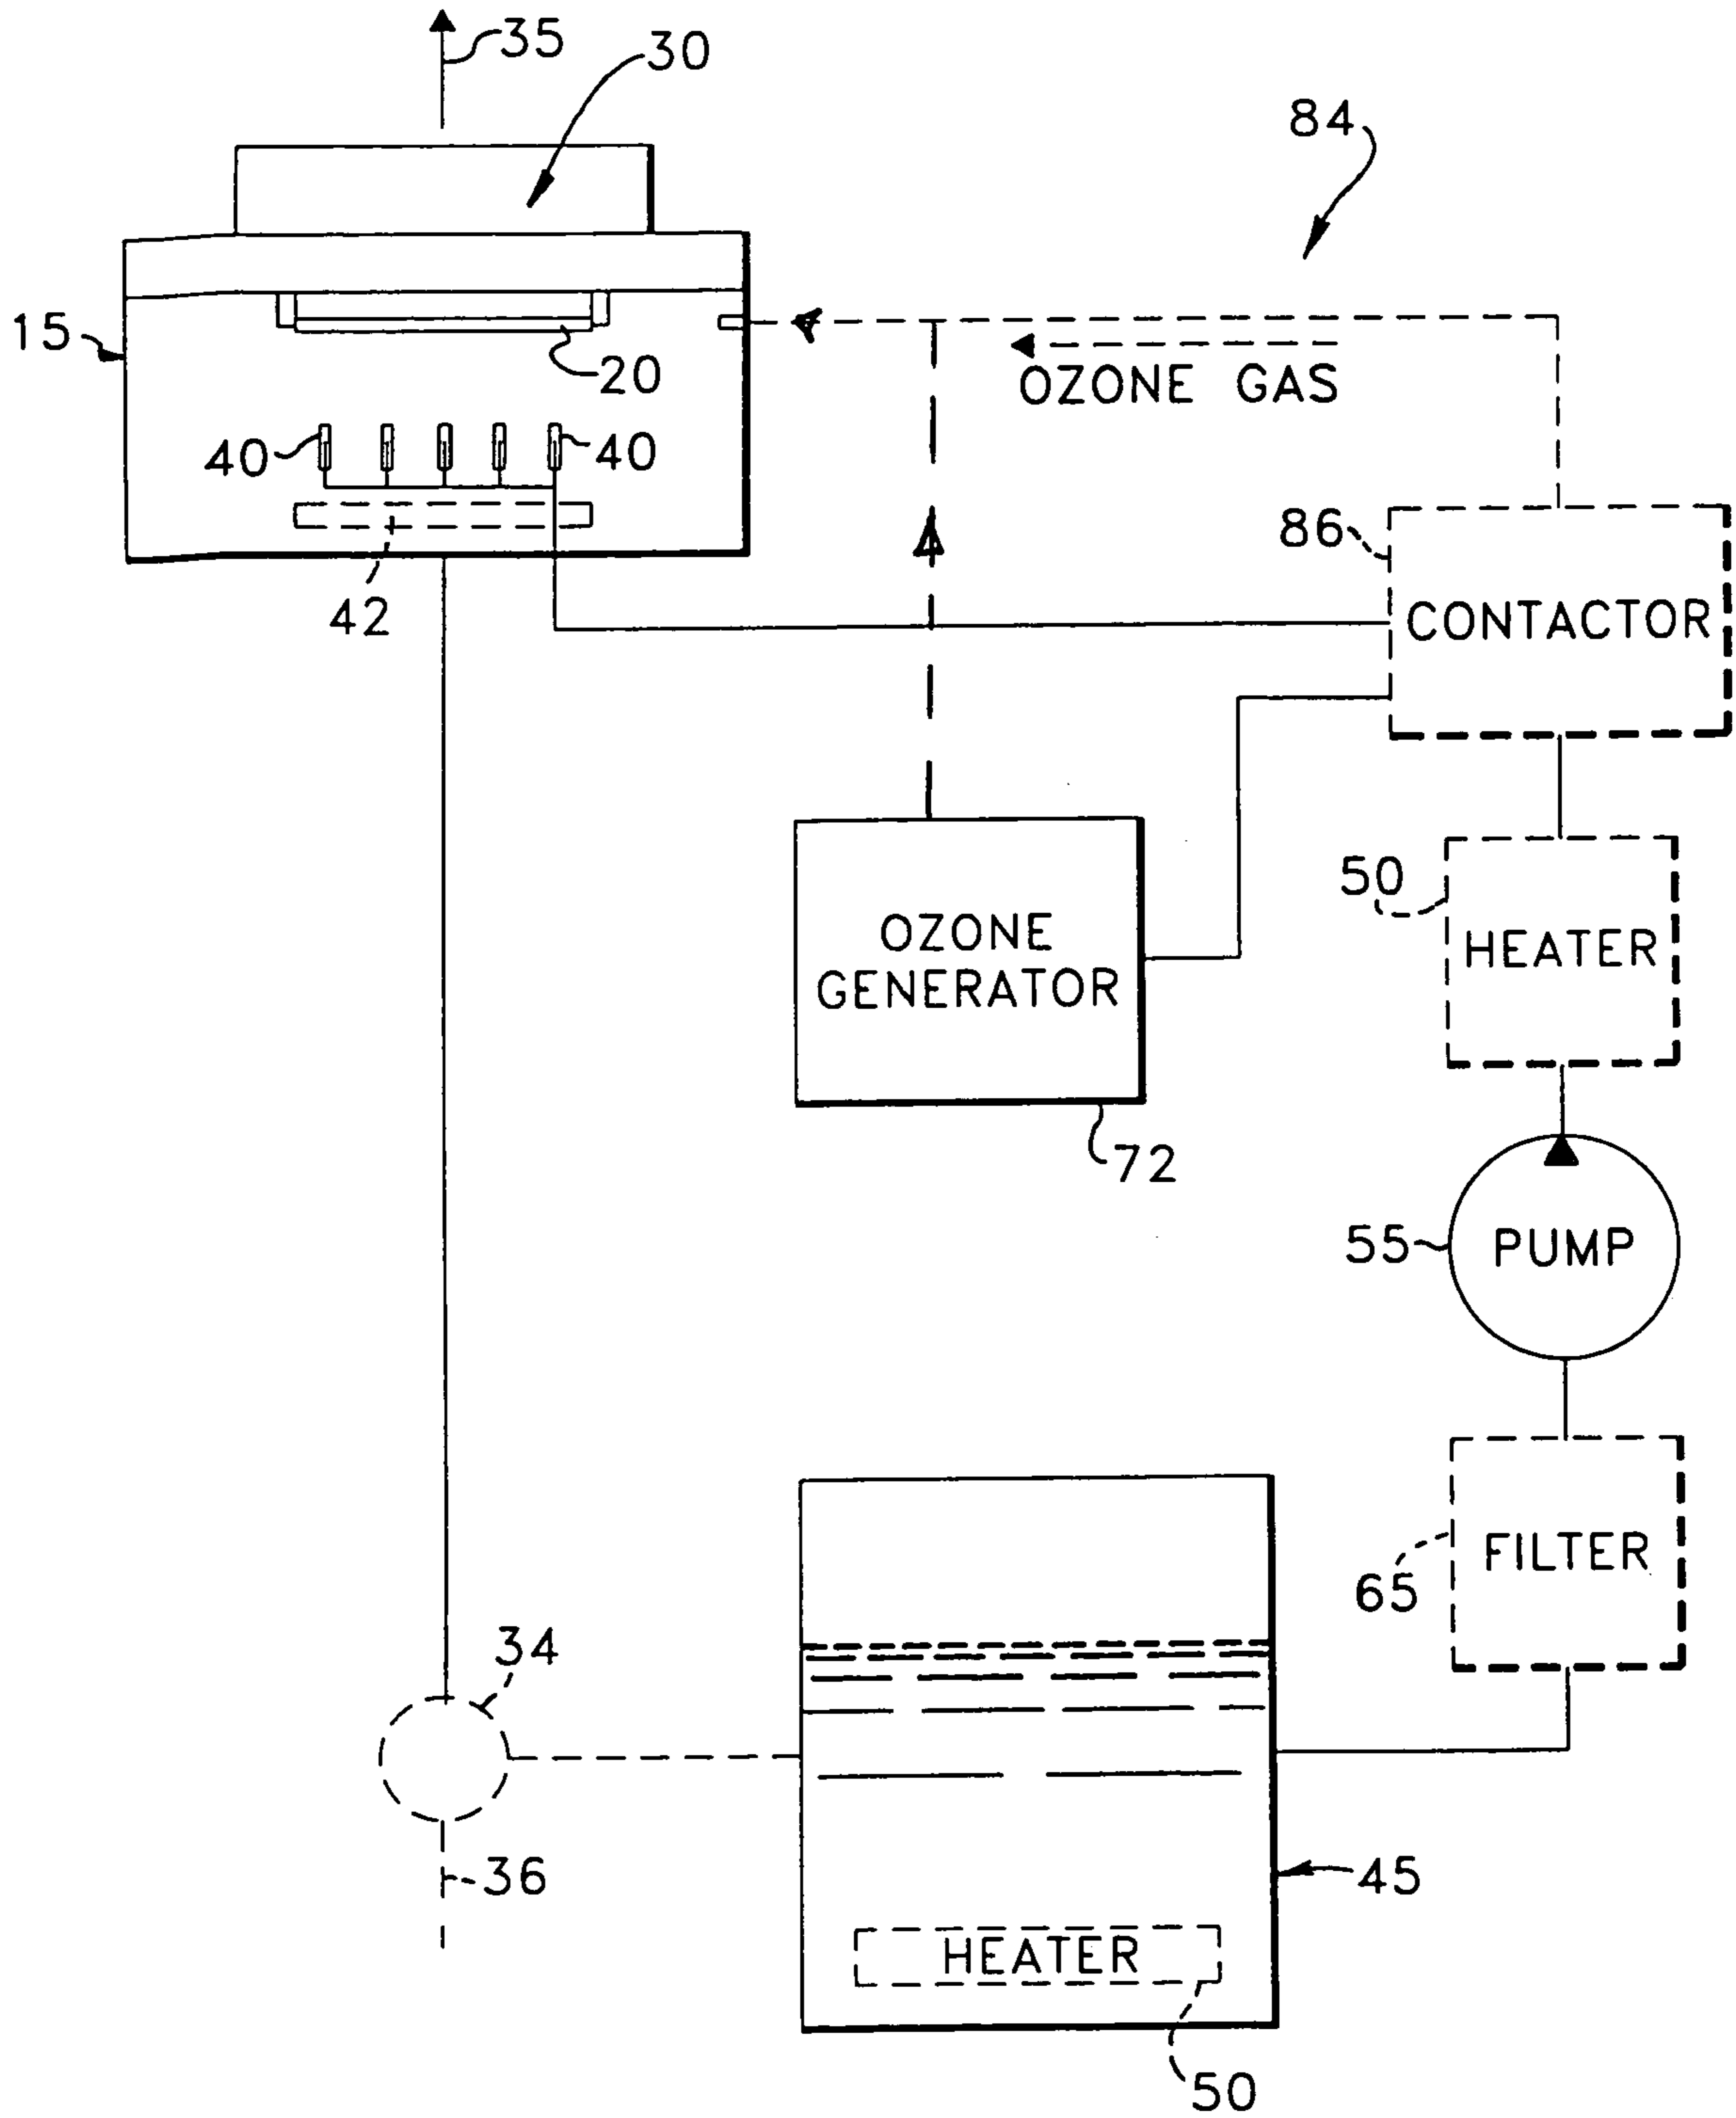 35
30
84
15
20
OZONE GAS
40
40
86
42
CONTACTOR
50
HEATER
OZONE
GENERATOR
72
55
PUMP
65
FILTER
34
36
45
HEATER
50